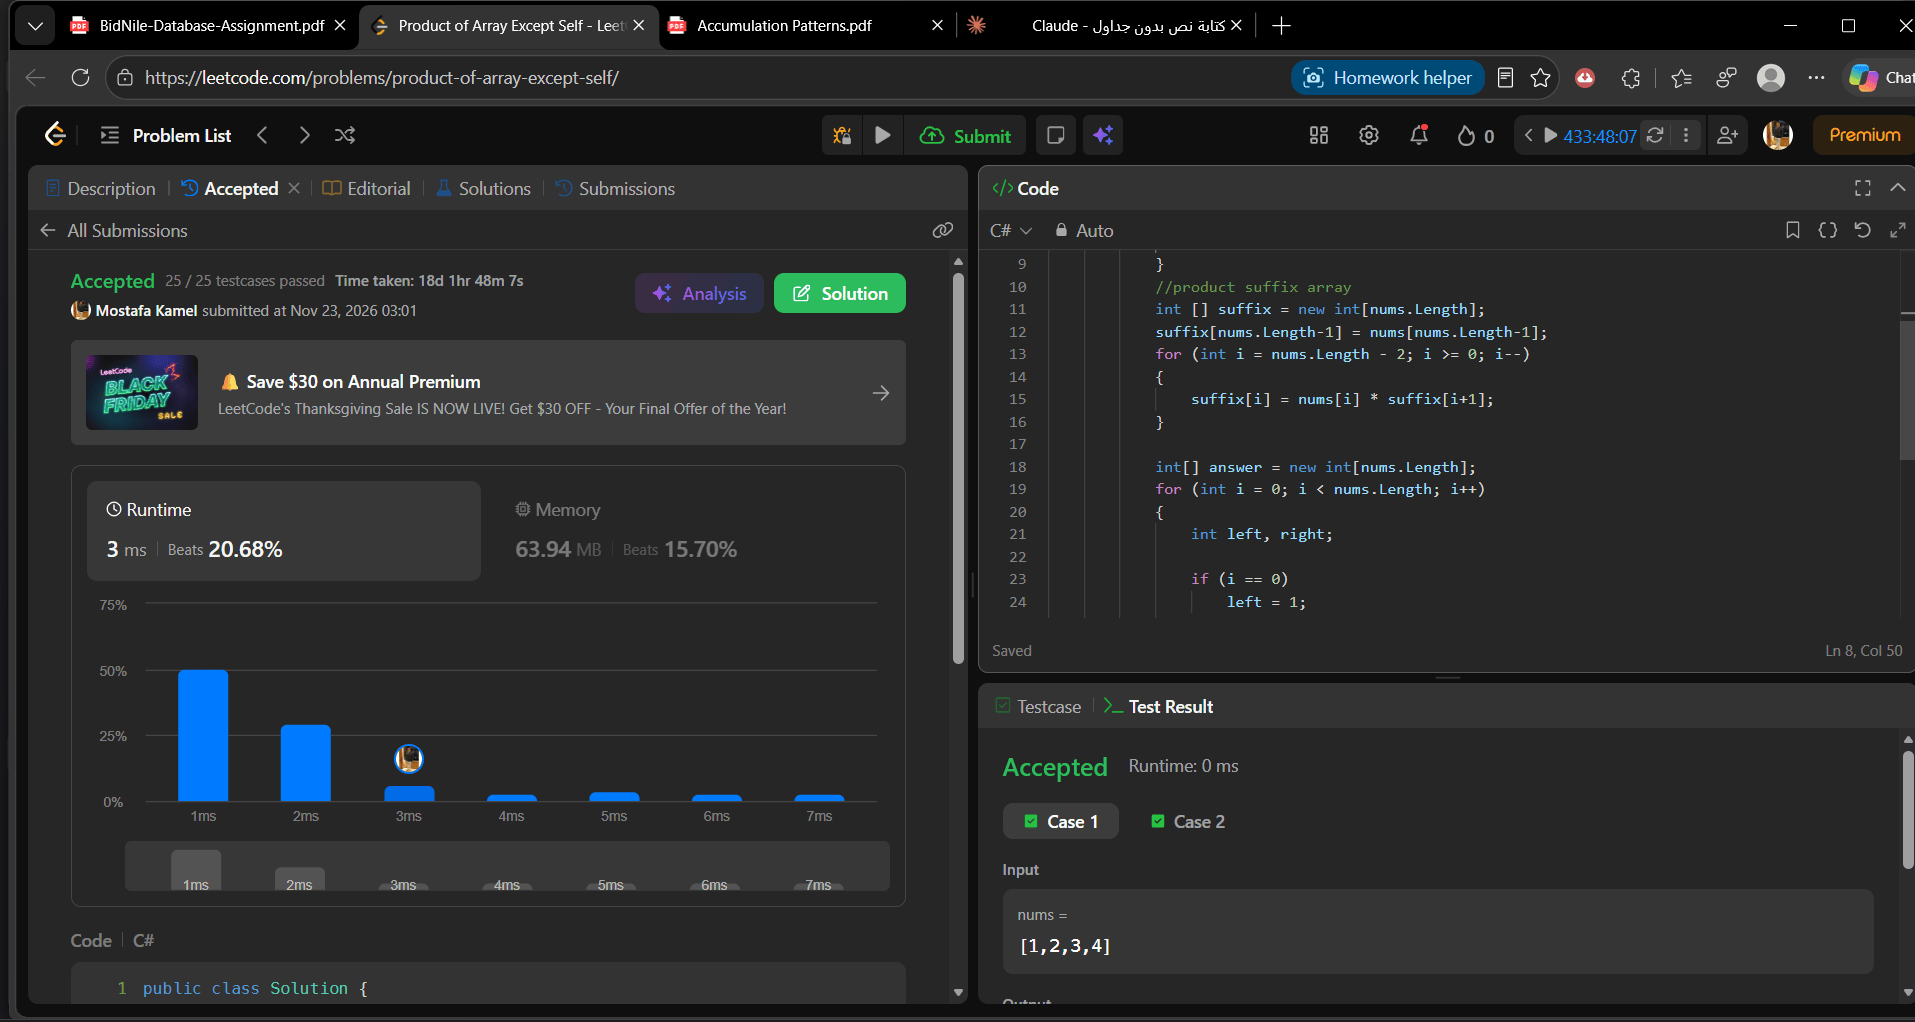 BidNile-Database-Assignment.pdf
Product of Array Except Self - Leet
Accumulation Patterns.pdf
كتابة نص بدون جداول - Claude
https://leetcode.com/problems/product-of-array-except-self/
Homework helper
Chat
Problem List
Submit
0
433:48:07
Premium
Description
Accepted
Editorial
Solutions
Submissions
All Submissions
Accepted 25 / 25 testcases passed Time taken: 18d 1hr 48m 7s
Mostafa Kamel submitted at Nov 23, 2026 03:01
Analysis
Solution
LeetCode
BLACK
FRIDAY
SALE
Save $30 on Annual Premium
LeetCode's Thanksgiving Sale IS NOW LIVE! Get $30 OFF - Your Final Offer of the Year!
Runtime
3 ms Beats 20.68%
Memory
63.94 MB Beats 15.70%
75%
50%
25%
0%
1ms 2ms 3ms 4ms 5ms 6ms 7ms
1ms 2ms 3ms 4ms 5ms 6ms 7ms
Code C#
1 public class Solution {
Code
C# Auto
9 }
10 //product suffix array
11 int [] suffix = new int[nums.Length];
12 suffix[nums.Length-1] = nums[nums.Length-1];
13 for (int i = nums.Length - 2; i >= 0; i--)
14 {
15 suffix[i] = nums[i] * suffix[i+1];
16 }
17
18 int[] answer = new int[nums.Length];
19 for (int i = 0; i < nums.Length; i++)
20 {
21 int left, right;
22
23 if (i == 0)
24 left = 1;
Saved
Ln 8, Col 50
Testcase
Test Result
Accepted Runtime: 0 ms
Case 1
Case 2
Input
nums =
[1,2,3,4]
Output